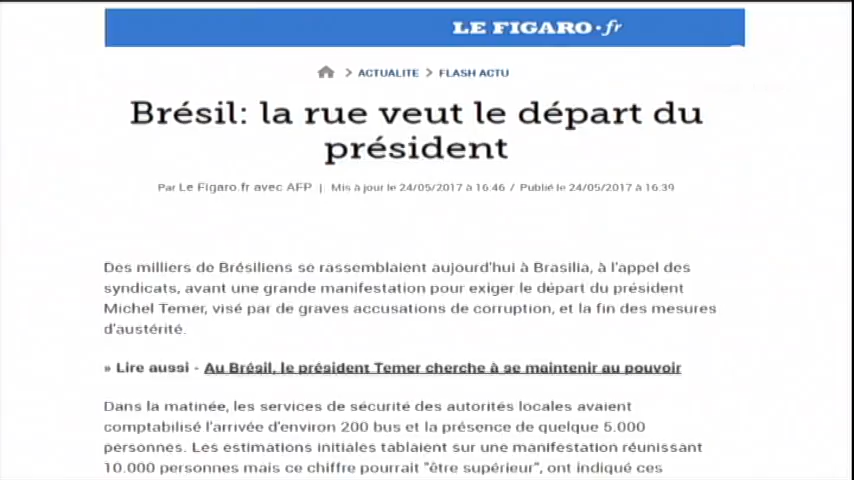 LE FIGARO·fr
> ACTUALITE > FLASH ACTU
Brésil: la rue veut le départ du
président
Par Le Figaro.fr avec AFP | Mis à jour le 24/05/2017 à 16:46 / Publié le 24/05/2017 à 16:39
Des milliers de Brésiliens se rassemblaient aujourd'hui à Brasilia, à l'appel des
syndicats, avant une grande manifestation pour exiger le départ du président
Michel Temer, visé par de graves accusations de corruption, et la fin des mesures
d'austérité.
» Lire aussi - Au Brésil, le président Temer cherche à se maintenir au pouvoir
Dans la matinée, les services de sécurité des autorités locales avaient
comptabilisé l'arrivée d'environ 200 bus et la présence de quelque 5.000
personnes. Les estimations initiales tablaient sur une manifestation réunissant
10.000 personnes mais ce chiffre pourrait "être supérieur", ont indiqué ces